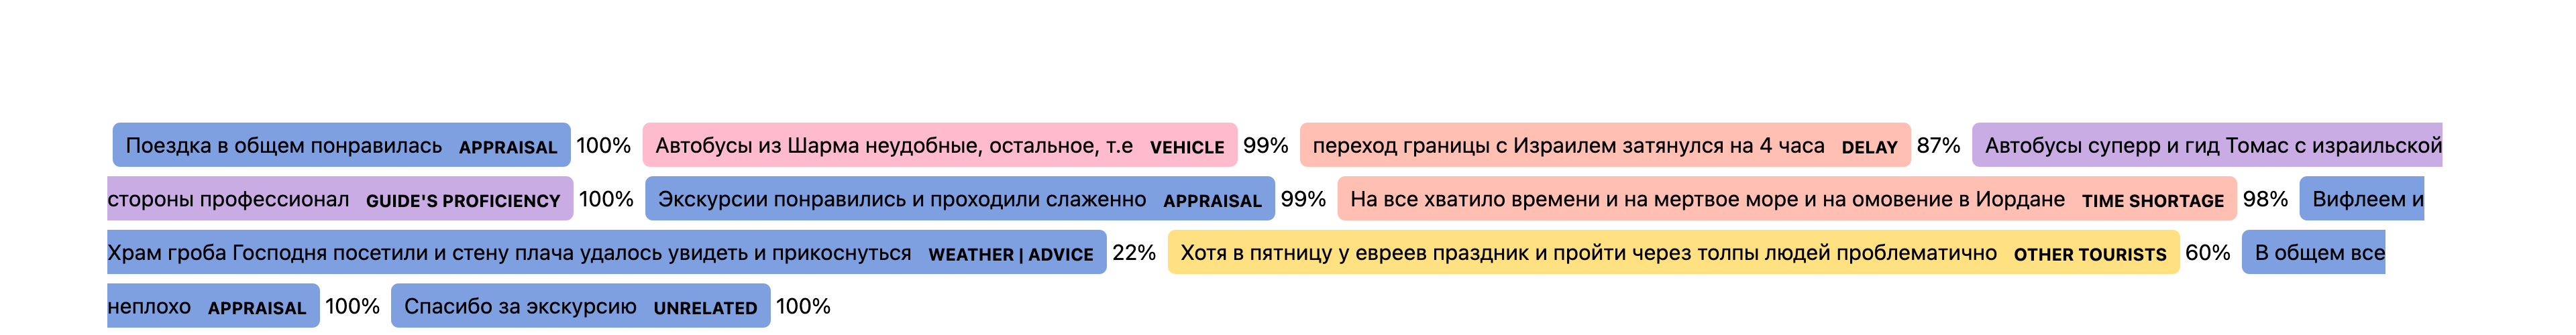 Поездка в общем понравилась APPRAISAL 100% Автобусы из Шарма неудобные, остальное, т.е VEHICLE 99% переход границы с Израилем затянулся на 4 часа DELAY 87% Автобусы суперр и гид Томас с израильской
стороны профессионал GUIDE'S PROFICIENCY 100% Экскурсии понравились и проходили слаженно APPRAISAL 99% На все хватило времени и на мертвое море и на омовение в Иордане TIME SHORTAGE 98% Вифлеем и
Храм гроба Господня посетили и стену плача удалось увидеть и прикоснуться WEATHER | ADVICE 22% Хотя в пятницу у евреев праздник и пройти через толпы людей проблематично OTHER TOURISTS 60% В общем все
неплохо APPRAISAL 100% Спасибо за экскурсию UNRELATED 100%